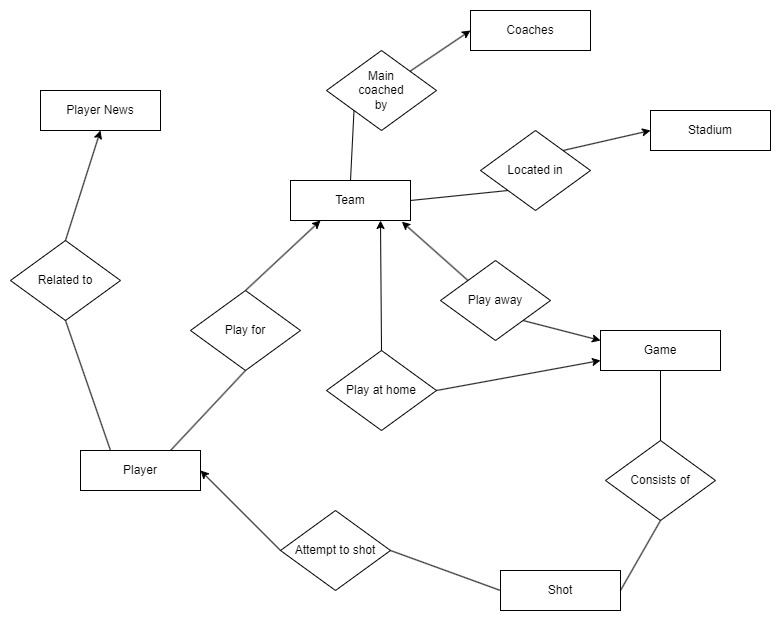 Coaches
Main
coached
by
Player News
Stadium
Located in
Team
Related to
Play away
Play for
Game
Play at home
Player
Consists of
Attempt to shot
Shot